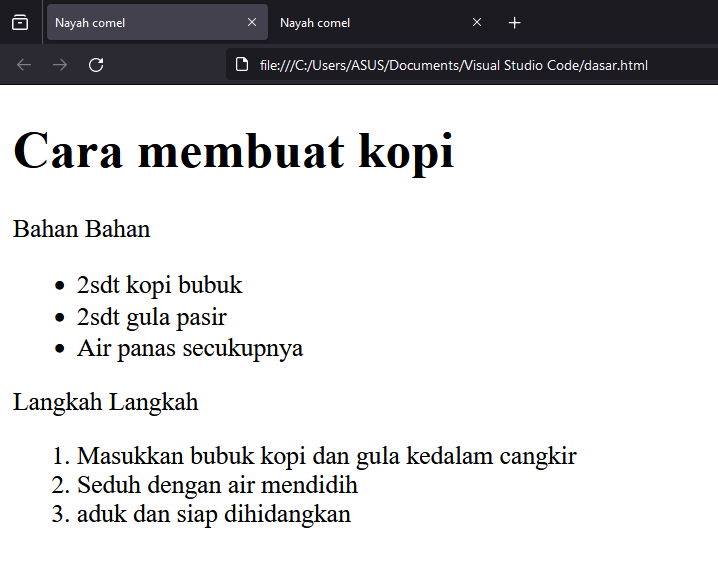 Nayah comel
Nayah comel
file:///C:/Users/ASUS/Documents/Visual Studio Code/dasar.html
Cara membuat kopi
Bahan Bahan
• 2sdt kopi bubuk
• 2sdt gula pasir
• Air panas secukupnya
Langkah Langkah
1. Masukkan bubuk kopi dan gula kedalam cangkir
2. Seduh dengan air mendidih
3. aduk dan siap dihidangkan